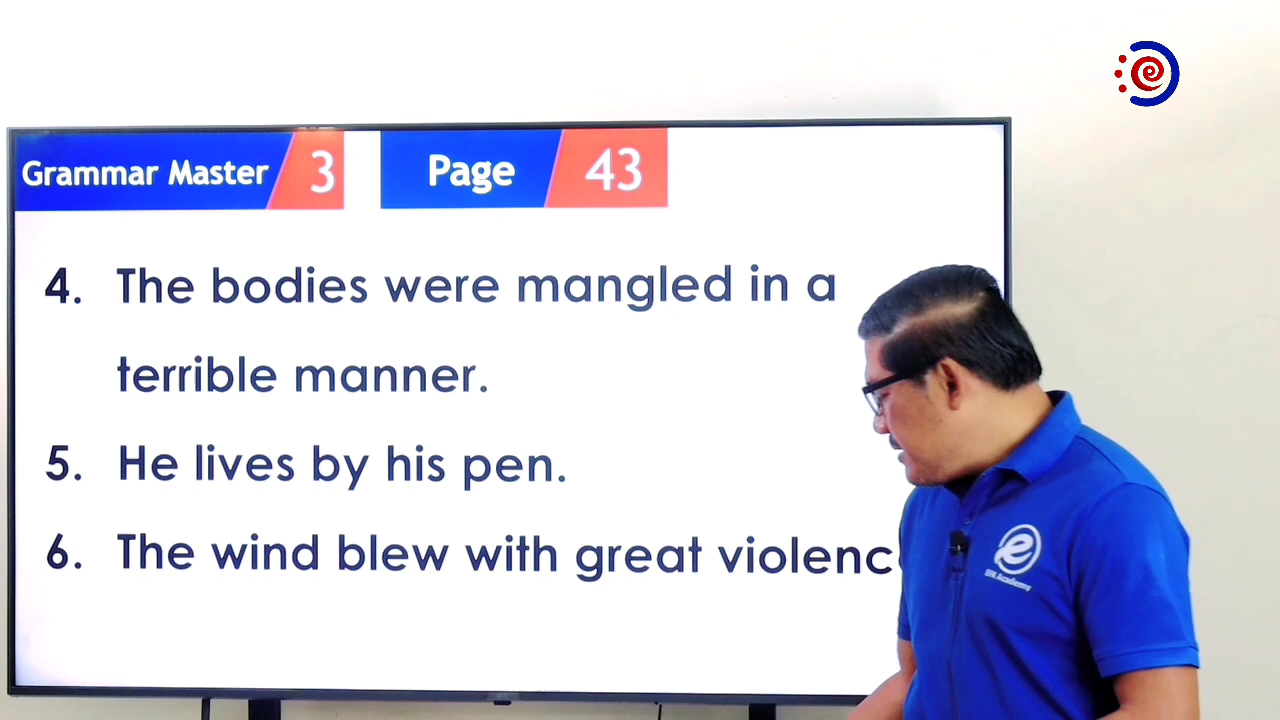 Grammar Master 3 Page 43
4. The bodies were mangled in a
terrible manner.
5. He lives by his pen.
6. The wind blew with great violenc
e
Academy